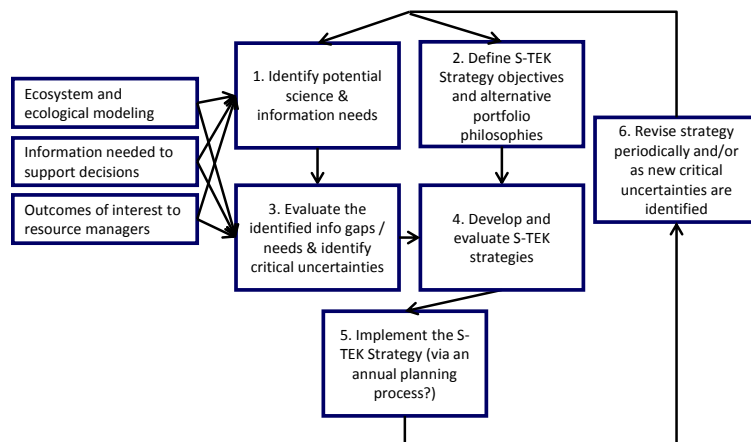 Ecosystem and
ecological modeling
Information needed to
support decisions
Outcomes of interest to
resource managers
1. Identify potential
science &
information needs
2. Define S-TEK
Strategy objectives
and alternative
portfolio
philosophies
3. Evaluate the
identified info gaps /
needs & identify
critical uncertainties
4. Develop and
evaluate S-TEK
strategies
5. Implement the S-
TEK Strategy (via an
annual planning
process?)
6. Revise strategy
periodically and/or
as new critical
uncertainties are
identified